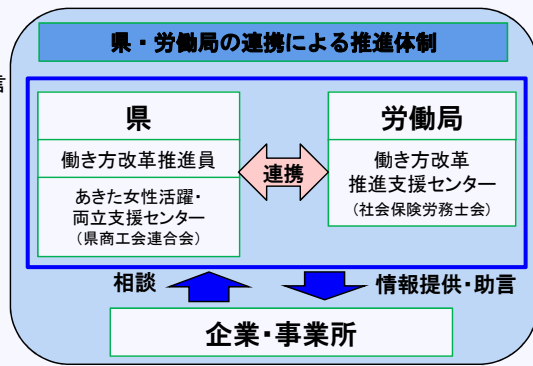 県・労働局の連携による推進体制
言
県
働き方改革推進員
あきた女性活躍・
両立支援センター
(県商工会連合会)
連携
労働局
働き方改革
推進支援センター
(社会保険労務士会)
相談
情報提供・助言
企業・事業所